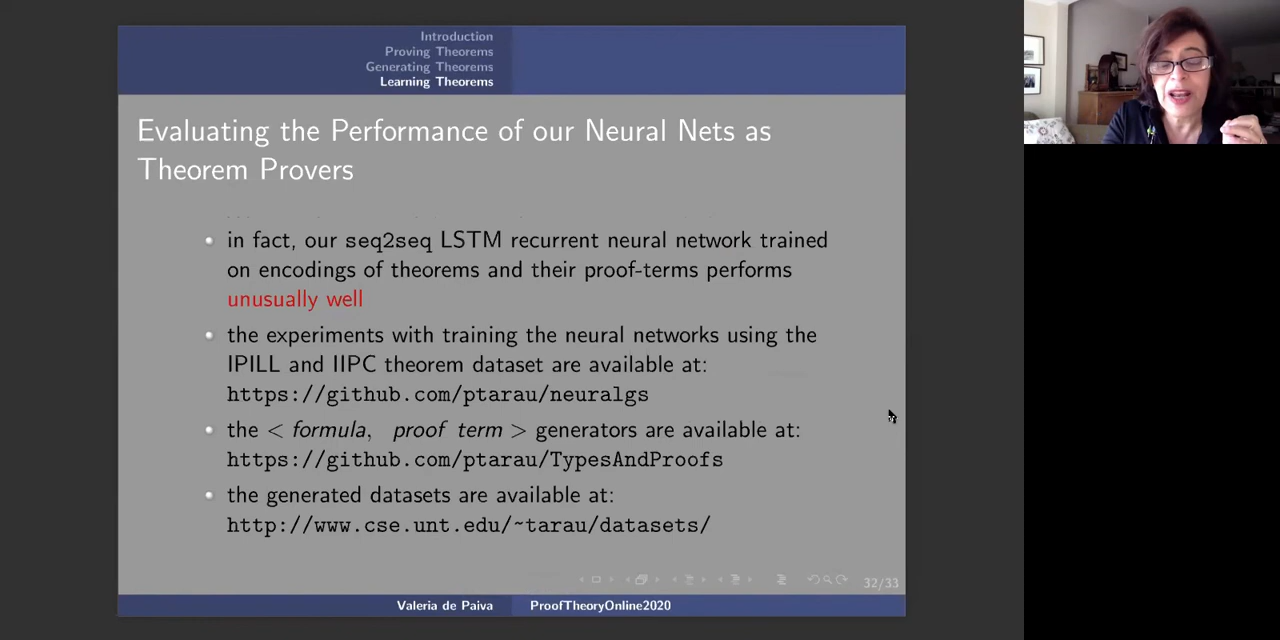 Introduction
Proving Theorems
Generating Theorems
Learning Theorems
Evaluating the Performance of our Neural Nets as
Theorem Provers
in fact, our seq2seq LSTM recurrent neural network trained
on encodings of theorems and their proof-terms performs
unusually well
the experiments with training the neural networks using the
IPILL and IIPC theorem dataset are available at:
https://github.com/ptarau/neuralgs
the < formula, proof term > generators are available at:
https://github.com/ptarau/TypesAndProofs
the generated datasets are available at:
http://www.cse.unt.edu/~tarau/datasets/
32/33
Valeria de Paiva ProofTheoryOnline2020